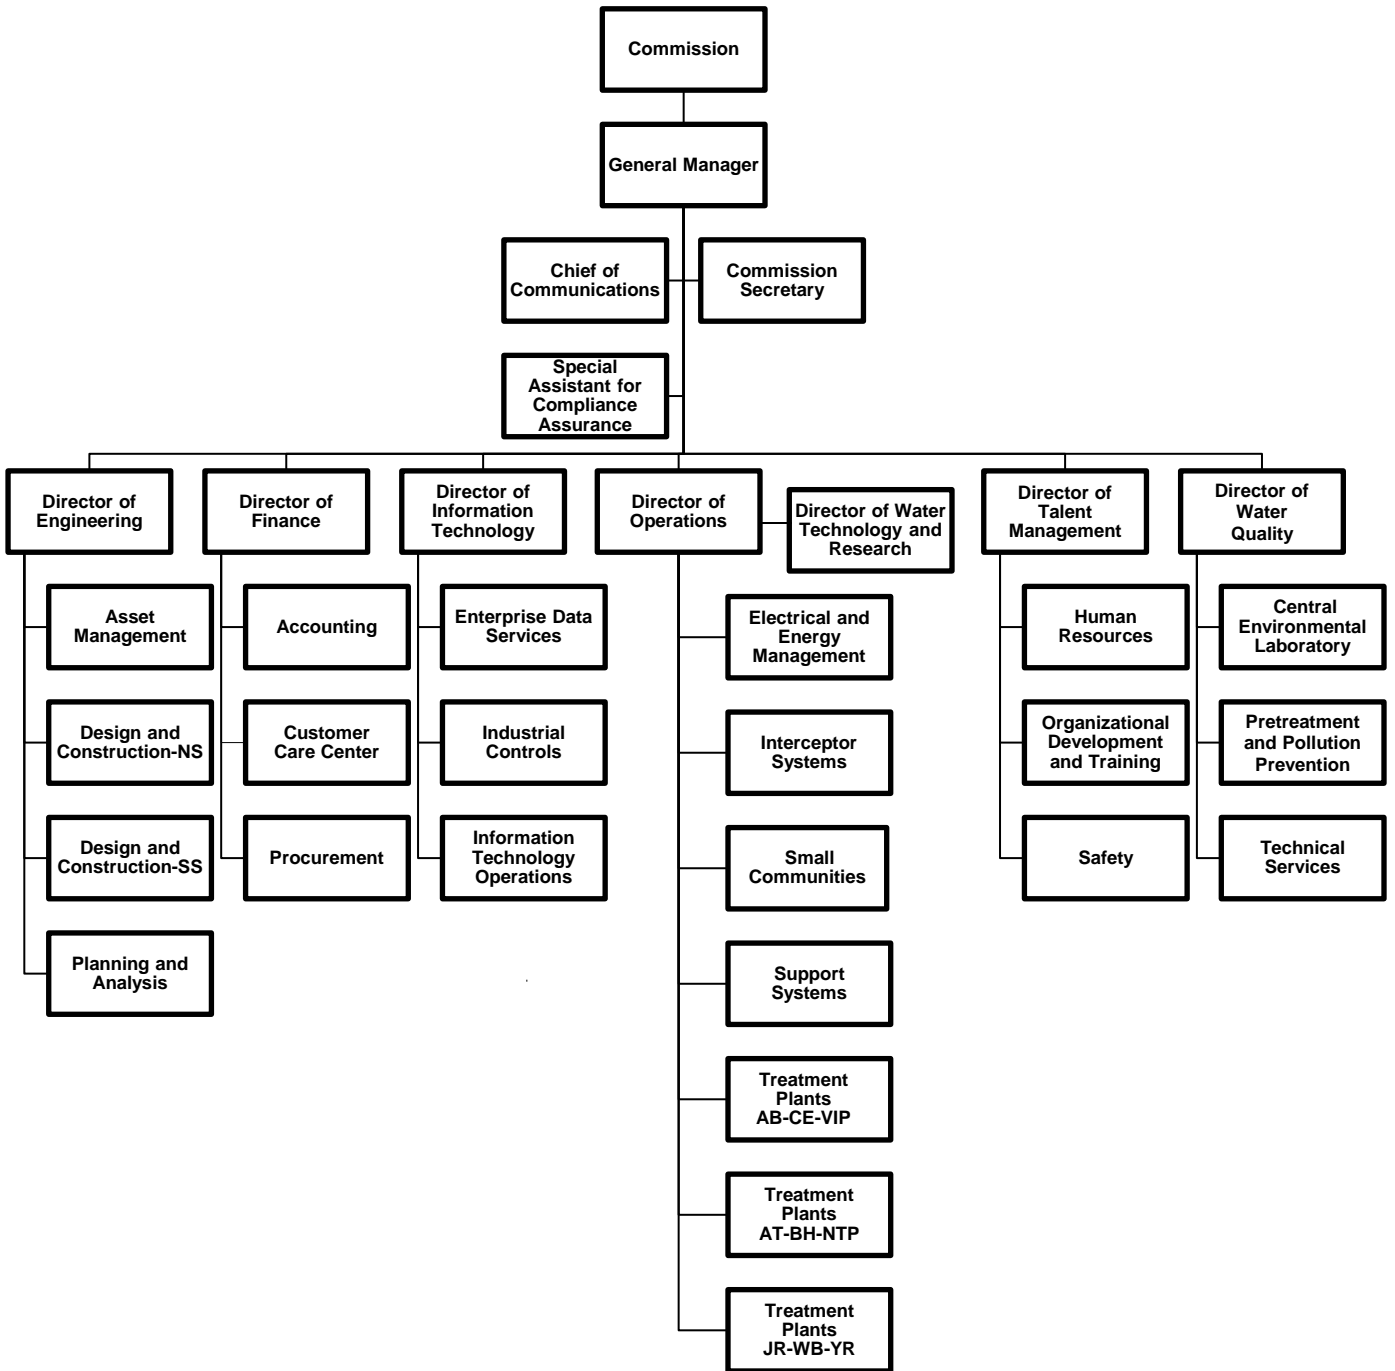 Commission
General Manager
Chief of
Communications
Commission
Secretary
Special
Assistant for
Compliance
Assurance
Director of
Engineering
Director of
Finance
Director of
Information
Technology
Director of
Operations
Director of Water
Technology and
Research
Director of
Talent
Management
Director of
Water
Quality
Asset
Management
Accounting
Enterprise Data
Services
Electrical and
Energy
Management
Human
Resources
Central
Environmental
Laboratory
Design and
Construction-NS
Customer
Care Center
Industrial
Controls
Interceptor
Systems
Organizational
Development
and Training
Pretreatment
and Pollution
Prevention
Design and
Construction-SS
Procurement
Information
Technology
Operations
Small
Communities
Safety
Technical
Services
Planning and
Analysis
Support
Systems
Treatment
Plants
AB-CE-VIP
Treatment
Plants
AT-BH-NTP
Treatment
Plants
JR-WB-YR